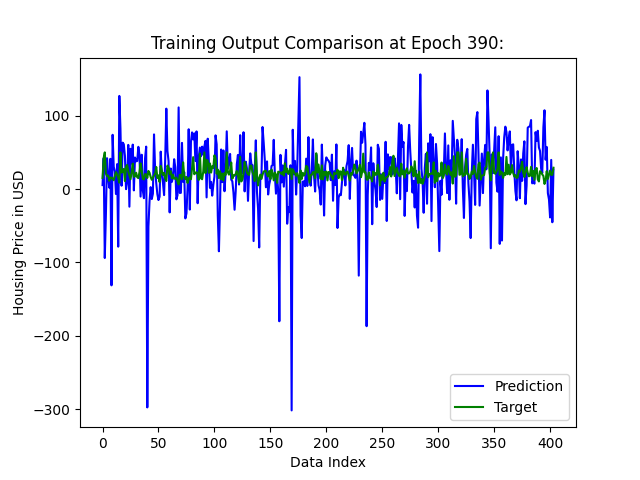 Training Output Comparison at Epoch 390:
Housing Price in USD
100
0
−100
−200
−300
0 50 100 150 200 250 300 350 400
Data Index
Prediction
Target